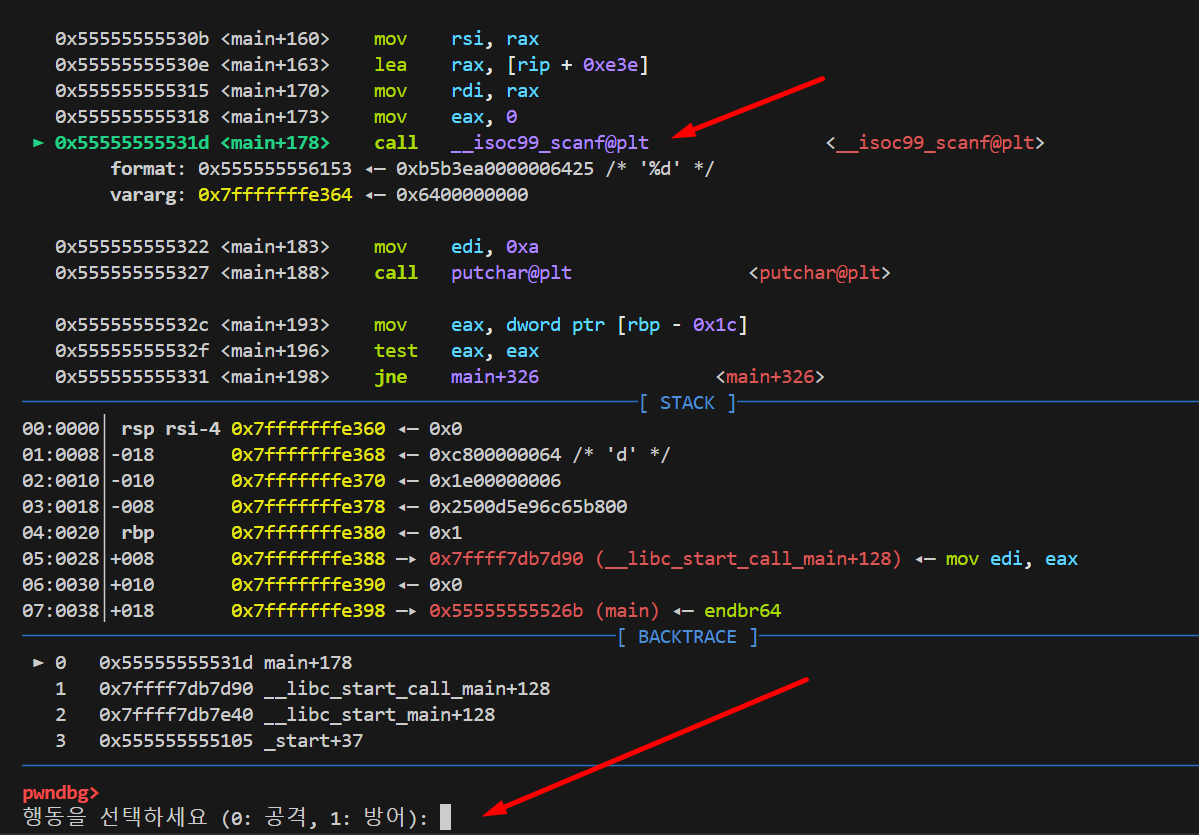 0x55555555530b <main+160> mov rsi, rax
0x55555555530e <main+163> lea rax, [rip + 0xe3e]
0x555555555315 <main+170> mov rdi, rax
0x555555555318 <main+173> mov eax, 0
► 0x55555555531d <main+178> call __isoc99_scanf@plt <__isoc99_scanf@plt>
format: 0x555555556153 ◂— 0xb5b3ea0000006425 /* '%d' */
vararg: 0x7fffffffe364 ◂— 0x6400000000
0x555555555322 <main+183> mov edi, 0xa
0x555555555327 <main+188> call putchar@plt <putchar@plt>
0x55555555532c <main+193> mov eax, dword ptr [rbp - 0x1c]
0x55555555532f <main+196> test eax, eax
0x555555555331 <main+198> jne main+326 <main+326>
[ STACK ]
00:0000│ rsp rsi-4 0x7fffffffe360 ◂— 0x0
01:0008│-018 0x7fffffffe368 ◂— 0xc800000064 /* 'd' */
02:0010│-010 0x7fffffffe370 ◂— 0x1e00000006
03:0018│-008 0x7fffffffe378 ◂— 0x2500d5e96c65b800
04:0020│ rbp 0x7fffffffe380 ◂— 0x1
05:0028│+008 0x7fffffffe388 —▸ 0x7ffff7db7d90 (__libc_start_call_main+128) ◂— mov edi, eax
06:0030│+010 0x7fffffffe390 ◂— 0x0
07:0038│+018 0x7fffffffe398 —▸ 0x55555555526b (main) ◂— endbr64
[ BACKTRACE ]
► 0 0x55555555531d main+178
1 0x7ffff7db7d90 __libc_start_call_main+128
2 0x7ffff7db7e40 __libc_start_main+128
3 0x555555555105 _start+37
pwndbg>
행동을 선택하세요 (0: 공격, 1: 방어):